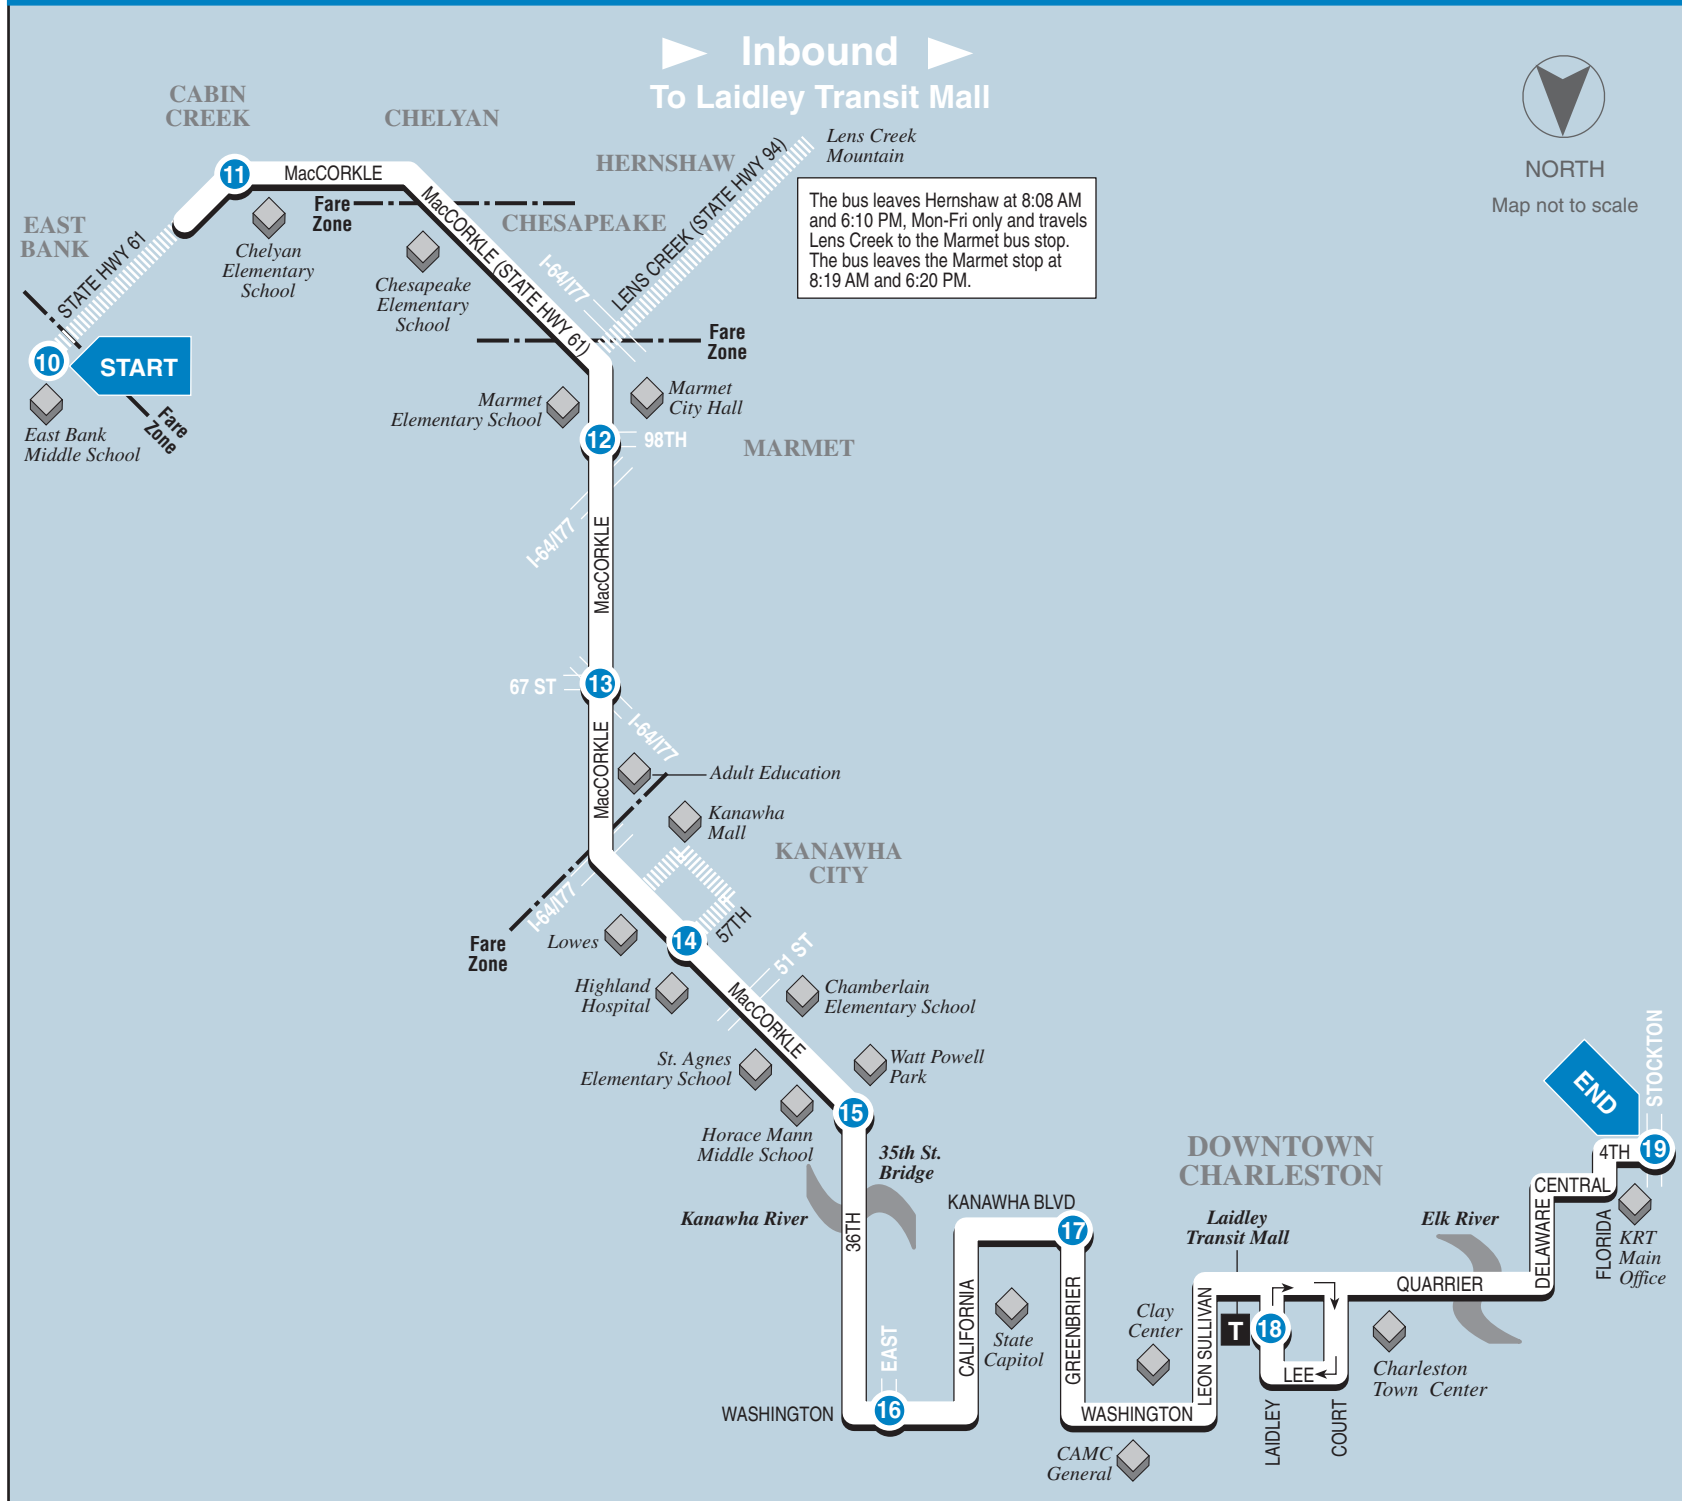 Inbound
To Laidley Transit Mall
NORTH
Map not to scale
CABIN
CREEK
CHELYAN
HERNSHAW
Lens Creek
Mountain
The bus leaves Hernshaw at 8:08 AM
and 6:10 PM, Mon-Fri only and travels
Lens Creek to the Marmet bus stop.
The bus leaves the Marmet stop at
8:19 AM and 6:20 PM.
11
MacCORKLE
Fare
Zone
EAST
BANK
STATE HWY 61
Chelyan
Elementary
School
CHESAPEAKE
Chesapeake
Elementary
School
MacCORKLE (STATE HWY 61)
I-64/I77
LENS CREEK (STATE HWY 94)
Fare
Zone
10
START
Fare
Zone
East Bank
Middle School
Marmet
Elementary School
Marmet
City Hall
12
98TH
MARMET
I-64/I77
MacCORKLE
67 ST
13
I-64/I77
MacCORKLE
Adult Education
Kanawha
Mall
KANAWHA
CITY
I-64/I77
Fare
Zone
Lowes
14
57TH
51 ST
Highland
Hospital
MacCORKLE
Chamberlain
Elementary School
St. Agnes
Elementary School
Watt Powell
Park
Horace Mann
Middle School
15
35th St.
Bridge
Kanawha River
36TH
KANAWHA BLVD
17
DOWNTOWN
CHARLESTON
Laidley
Transit Mall
Elk River
END
STOCKTON
4TH
19
CENTRAL
DELAWARE
FLORIDA
KRT
Main
Office
QUARRIER
CALIFORNIA
State
Capitol
GREENBRIER
Clay
Center
LEON SULLIVAN
T
18
LEE
Charleston
Town Center
EAST
WASHINGTON
16
WASHINGTON
LAIDLEY
COURT
CAMC
General